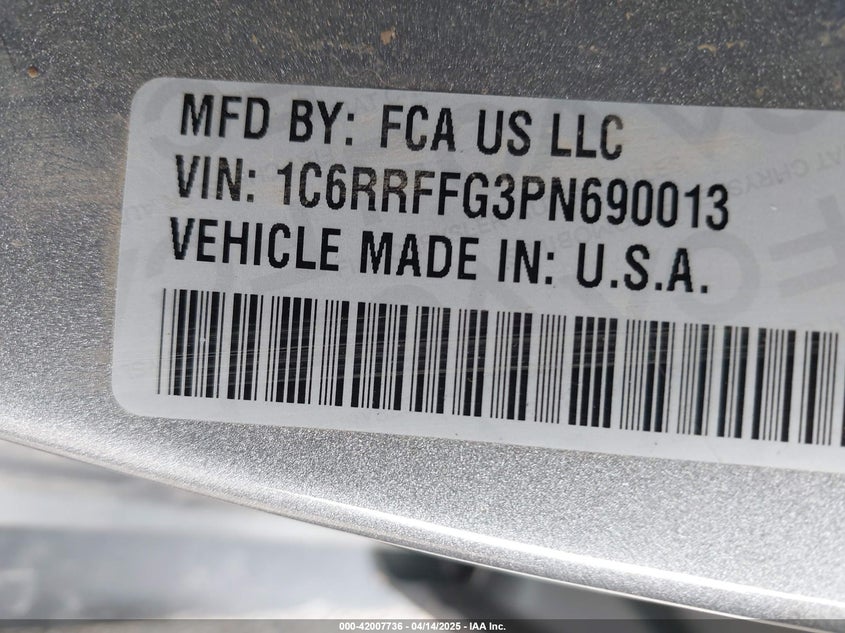 MFD BY: FCA US LLC
VIN: 1C6RRFFG3PN690013
VEHICLE MADE IN: U.S.A.
000-42007736 - 04/14/2025 - IAA Inc.